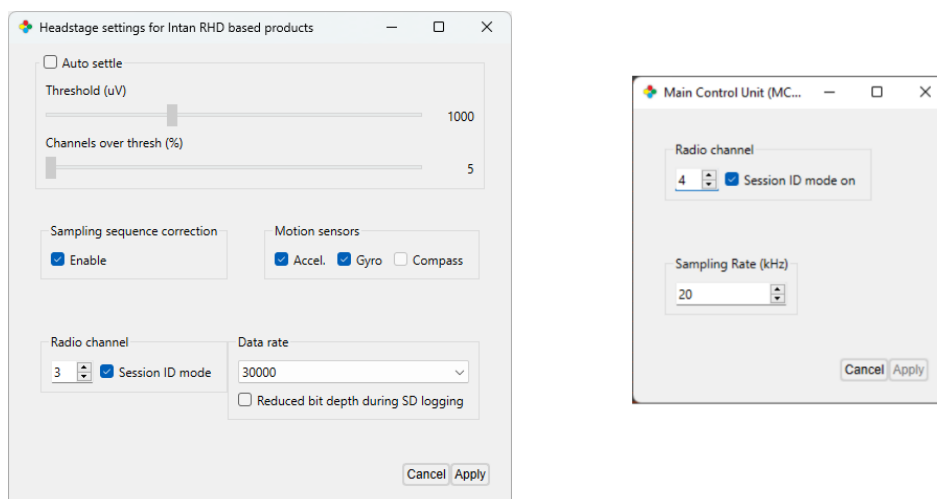 Headstage settings for Intan RHD based products
Auto settle
Threshold (uV)
1000
Channels over thresh (%)
5
Sampling sequence correction
Enable
Motion sensors
Accel. Gyro Compass
Radio channel
3 Session ID mode
Data rate
30000
Reduced bit depth during SD logging
Cancel Apply
Main Control Unit (MC...
Radio channel
4 Session ID mode on
Sampling Rate (kHz)
20
Cancel Apply